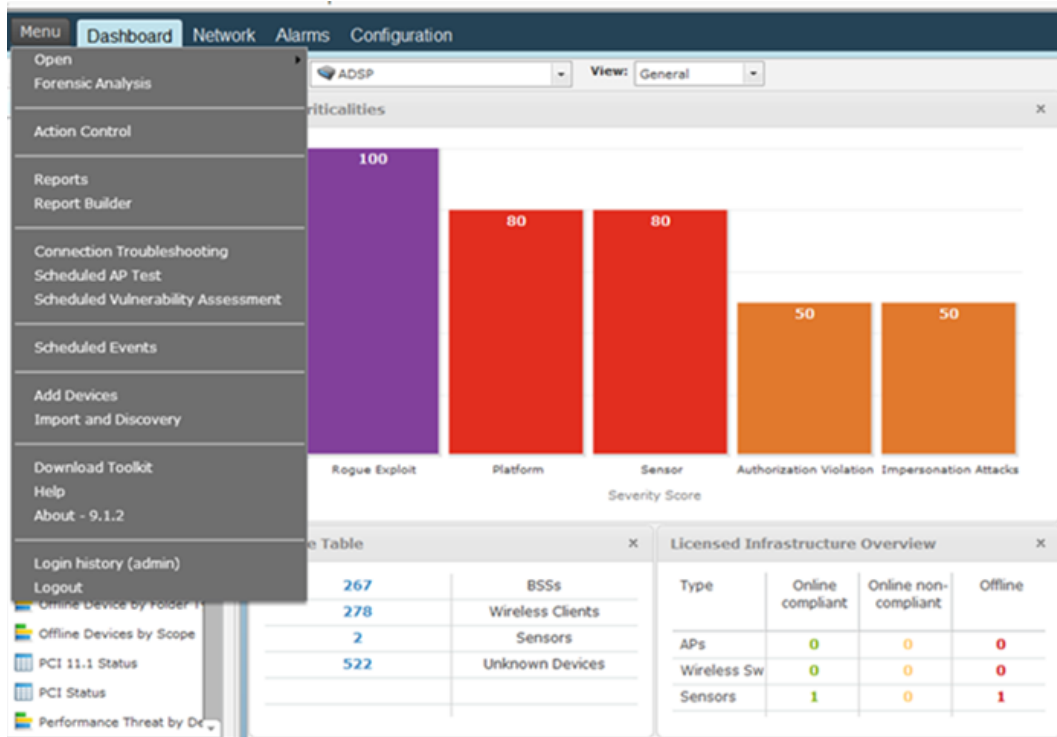 Menu Dashboard Network Alarms Configuration
Open
Forensic Analysis
Action Control
Reports
Report Builder
Connection Troubleshooting
Scheduled AP Test
Scheduled Vulnerability Assessment
Scheduled Events
Add Devices
Import and Discovery
Download Toolkit
Help
About - 9.1.2
Login history (admin)
Logout
Offline Devices by Scope
PCI 11.1 Status
PCI Status
Performance Threat by De
ADSP View: General
riticalities
100
80
80
50
50
Rogue Exploit Platform Sensor Authorization Violation Impersonation Attacks
Severity Score
e Table
267 BSSs
278 Wireless Clients
2 Sensors
522 Unknown Devices
Licensed Infrastructure Overview
Type Online compliant Online non-compliant Offline
APs 0 0 0
Wireless Sw 0 0 0
Sensors 1 0 1